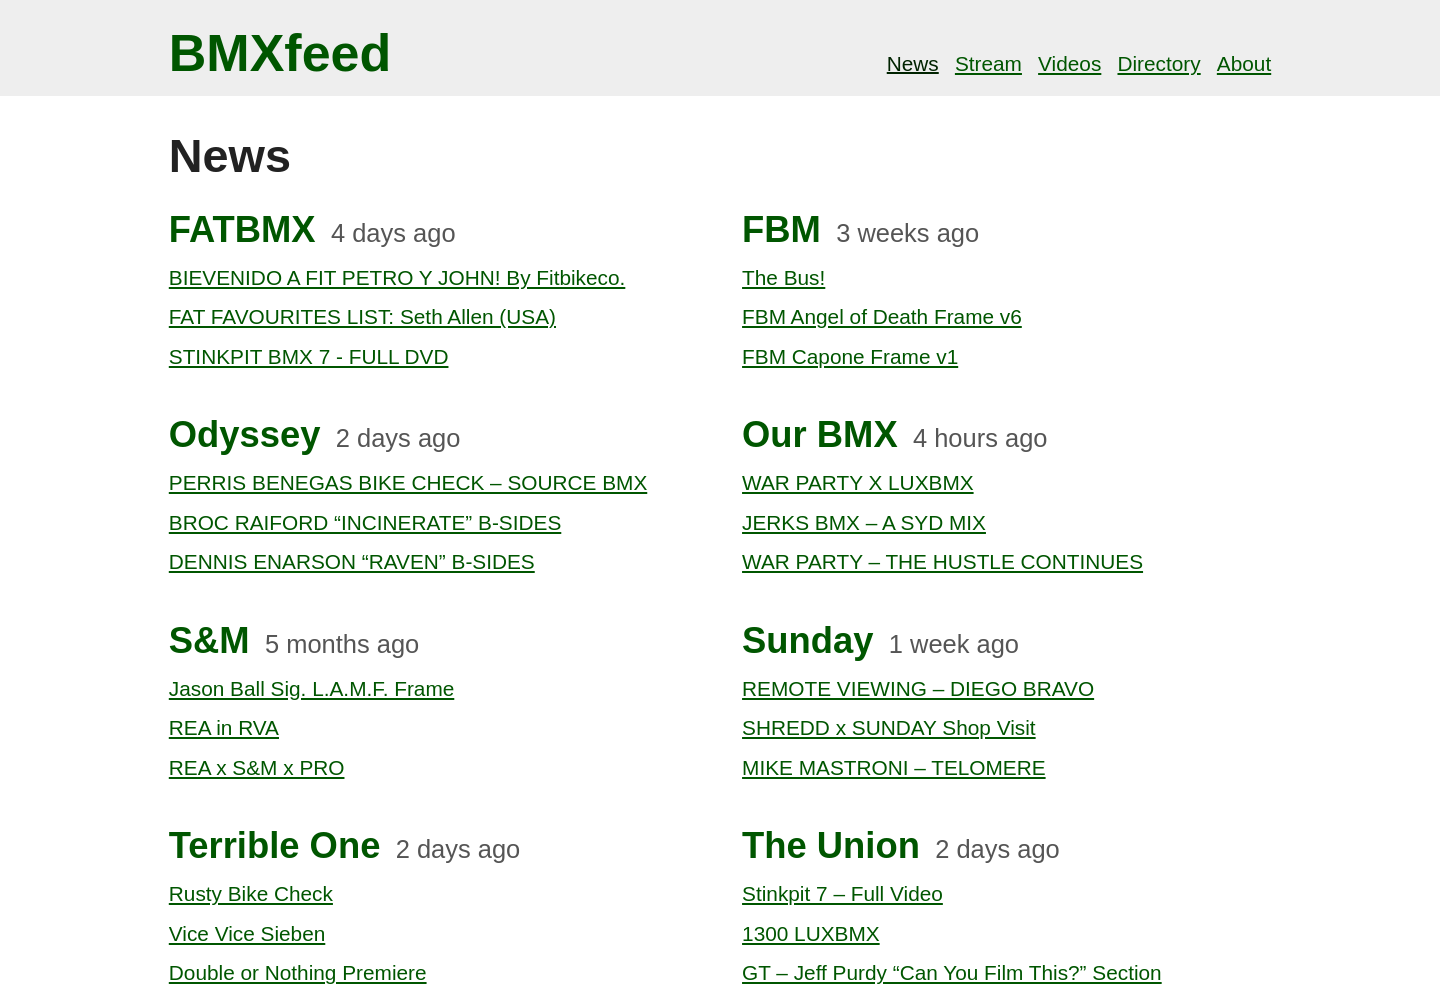 BMXfeed
News Stream Videos Directory About
News
FATBMX 4 days ago
BIEVENIDO A FIT PETRO Y JOHN! By Fitbikeco.
FAT FAVOURITES LIST: Seth Allen (USA)
STINKPIT BMX 7 - FULL DVD
FBM 3 weeks ago
The Bus!
FBM Angel of Death Frame v6
FBM Capone Frame v1
Odyssey 2 days ago
PERRIS BENEGAS BIKE CHECK – SOURCE BMX
BROC RAIFORD “INCINERATE” B-SIDES
DENNIS ENARSON “RAVEN” B-SIDES
Our BMX 4 hours ago
WAR PARTY X LUXBMX
JERKS BMX – A SYD MIX
WAR PARTY – THE HUSTLE CONTINUES
S&M 5 months ago
Jason Ball Sig. L.A.M.F. Frame
REA in RVA
REA x S&M x PRO
Sunday 1 week ago
REMOTE VIEWING – DIEGO BRAVO
SHREDD x SUNDAY Shop Visit
MIKE MASTRONI – TELOMERE
Terrible One 2 days ago
Rusty Bike Check
Vice Vice Sieben
Double or Nothing Premiere
The Union 2 days ago
Stinkpit 7 – Full Video
1300 LUXBMX
GT – Jeff Purdy “Can You Film This?” Section